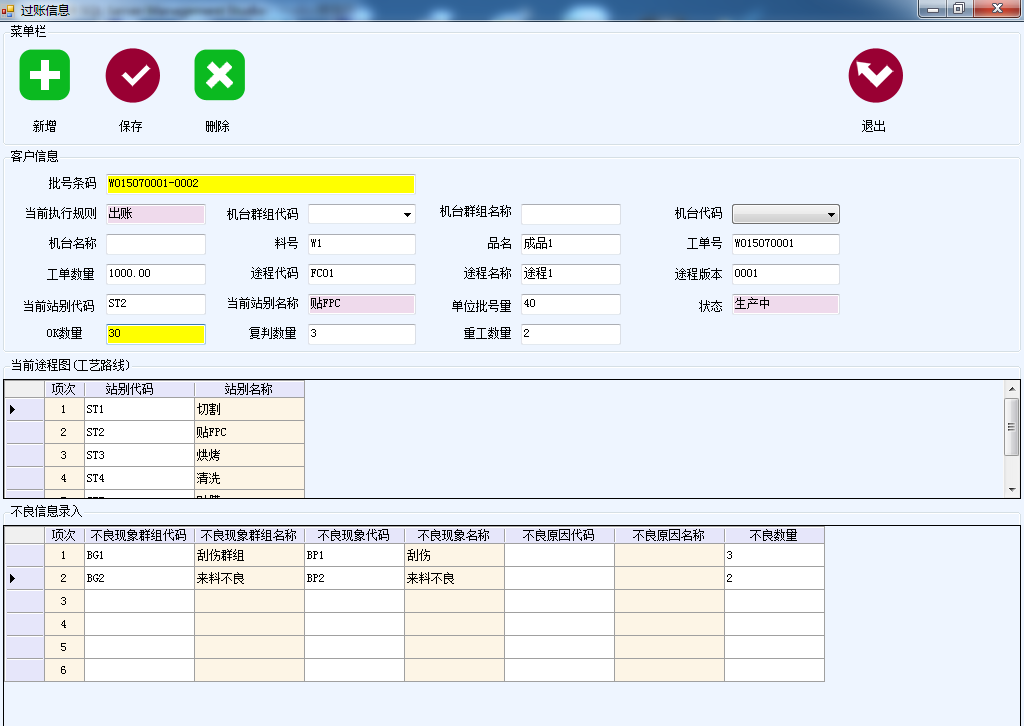 过账信息
菜单栏
新增 保存 删除 退出
客户信息
批号条码 WO15070001-0002
当前执行规则 出账 机台群组代码 机台群组名称 机台代码
机台名称 料号 W1 品名 成品1 工单号 WO15070001
工单数量 1000.00 途程代码 FC01 途程名称 途程1 途程版本 0001
当前站别代码 ST2 当前站别名称 贴FPC 单位批号量 40 状态 生产中
OK数量 30 复判数量 3 重工数量 2
当前途程图(工艺路线)
项次 站别代码 站别名称
1 ST1 切割
2 ST2 贴FPC
3 ST3 烘烤
4 ST4 清洗
不良信息录入
项次 不良现象群组代码 不良现象群组名称 不良现象代码 不良现象名称 不良原因代码 不良原因名称 不良数量
1 BG1 刮伤群组 BP1 刮伤 3
2 BG2 来料不良 BP2 来料不良 2
3
4
5
6